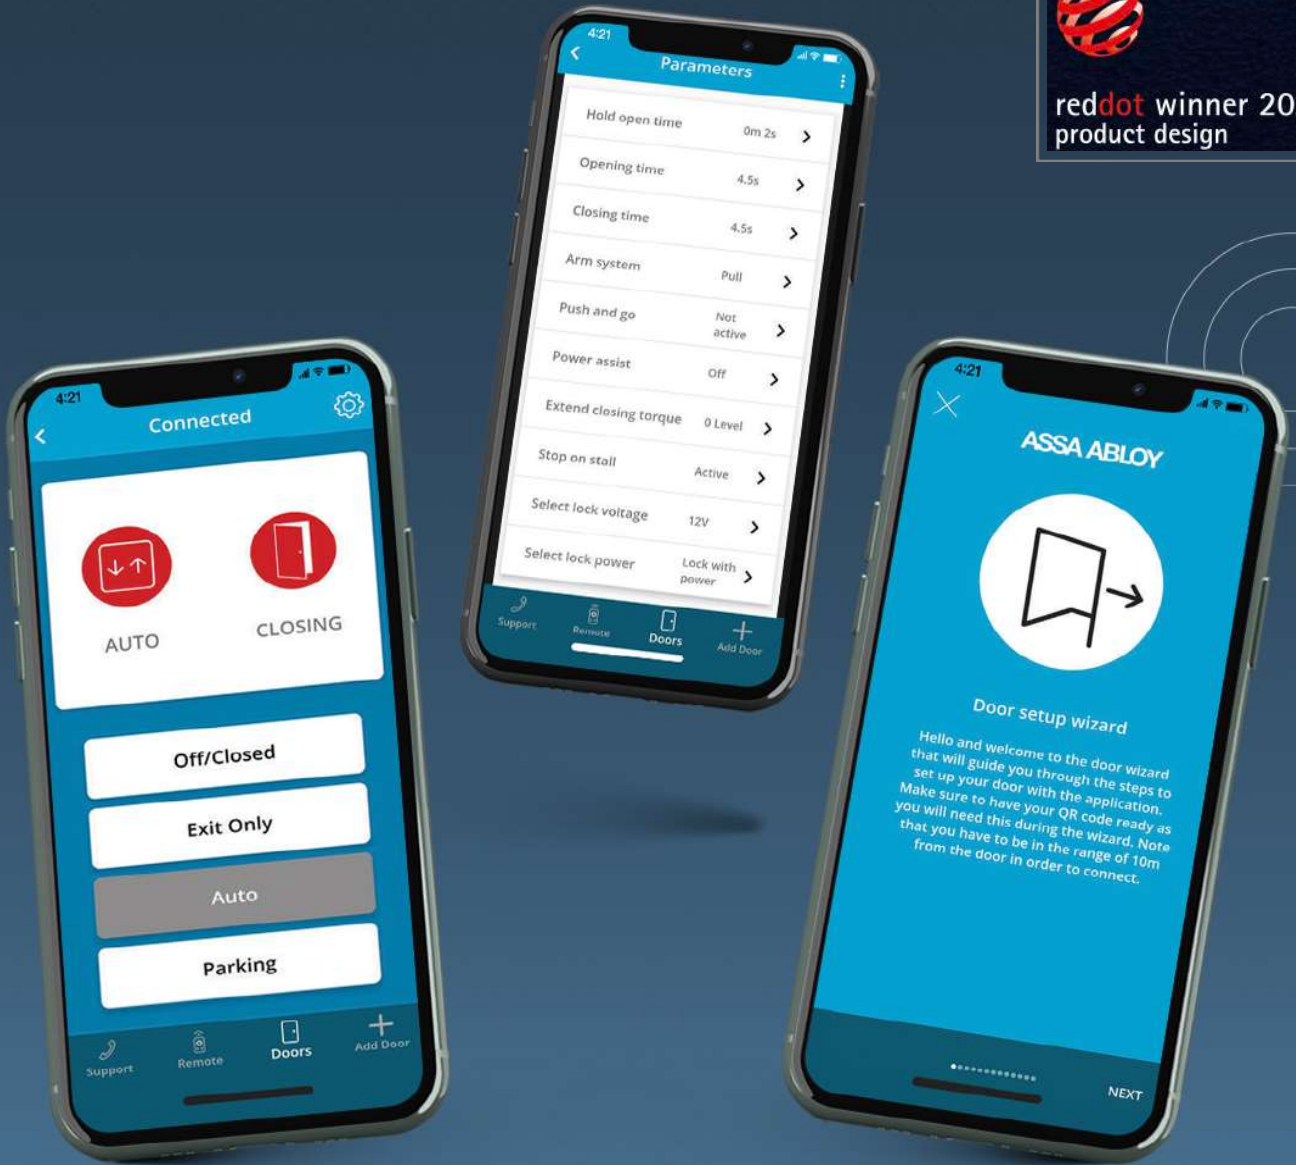 reddot winner 20
product design
4:21
Parameters
Hold open time 0m 2s
Opening time 4.5s
Closing time 4.5s
Arm system Pull
Push and go Not
active
Power assist Off
Extend closing torque 0 Level
Stop on stall Active
Select lock voltage 12V
Select lock power Lock with
power
Support Remote Doors Add Door
4:21
Connected
AUTO CLOSING
Off/Closed
Exit Only
Auto
Parking
Support Remote Doors Add Door
4:21
ASSA ABLOY
Door setup wizard
Hello and welcome to the door wizard
that will guide you through the steps to
set up your door with the application.
Make sure to have your QR code ready as
you will need this during the wizard. Note
that you have to be in the range of 10m
from the door in order to connect.
NEXT